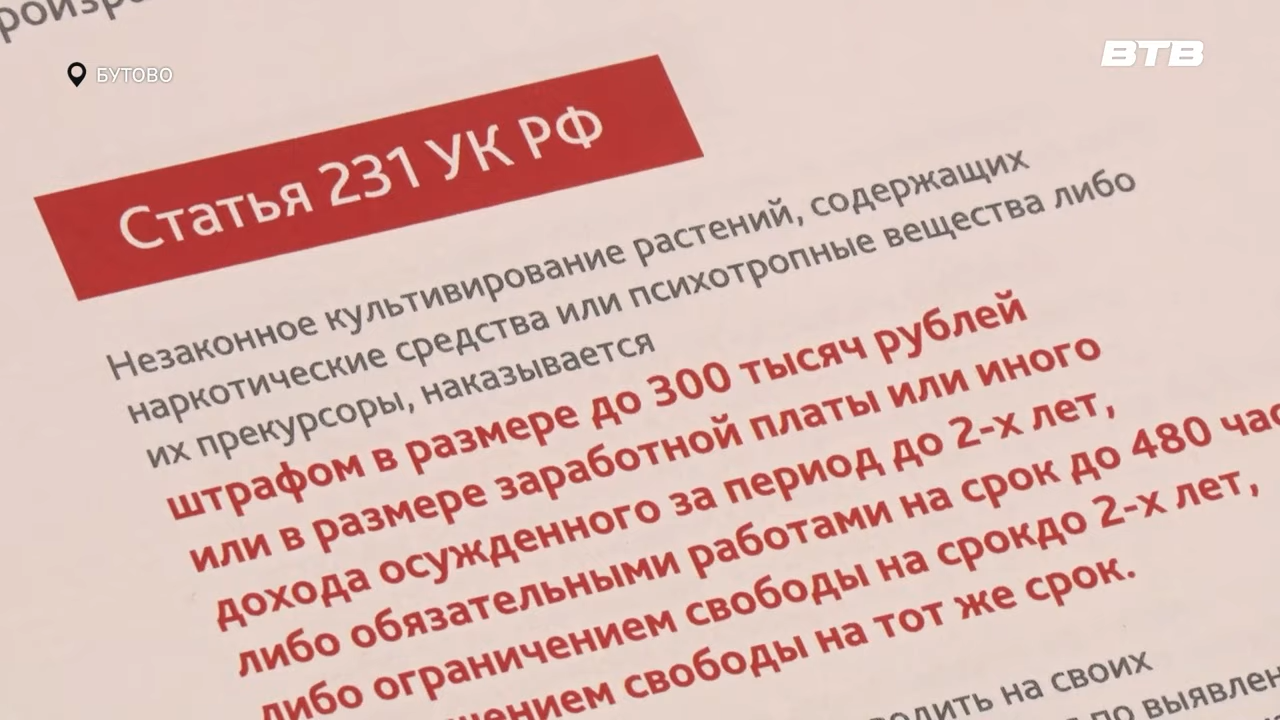 БУТОВО
ВТВ
Статья 231 УК РФ
Незаконное культивирование растений, содержащих
наркотические средства или психотропные вещества либо
их прекурсоры, наказывается
штрафом в размере до 300 тысяч рублей
или в размере заработной платы или иного
дохода осужденного за период до 2-х лет,
либо обязательными работами на срок до 480
либо ограничением свободы на срокдо 2-х лет,
свободы на тот же срок.
на своих
по